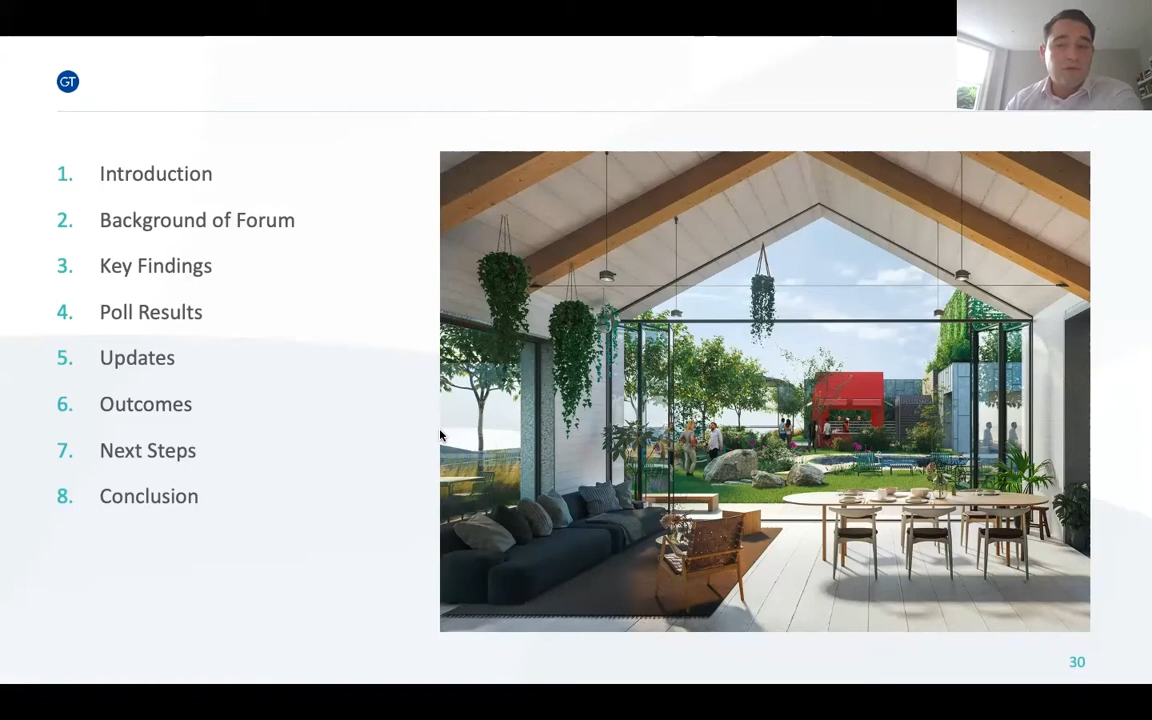 GT
1. Introduction
2. Background of Forum
3. Key Findings
4. Poll Results
5. Updates
6. Outcomes
7. Next Steps
8. Conclusion
30